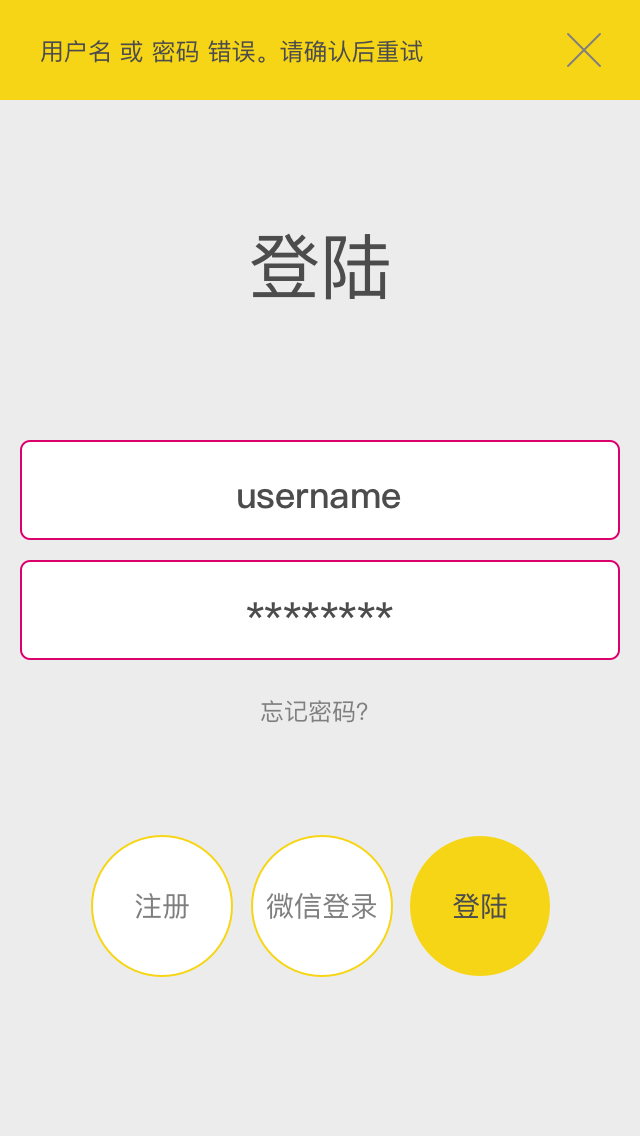 用户名 或 密码 错误。请确认后重试
登陆
username
********
忘记密码?
注册
微信登录
登陆